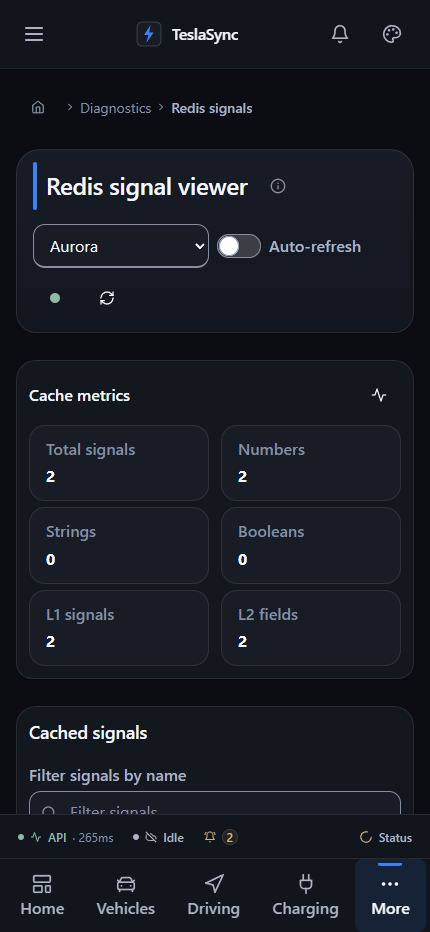 TeslaSync
Diagnostics Redis signals
Redis signal viewer
Aurora Auto-refresh
Cache metrics
Total signals Numbers
2 2
Strings Booleans
0 0
L1 signals L2 fields
2 2
Cached signals
Filter signals by name
Filter signals
API · 265ms Idle 2 Status
Home Vehicles Driving Charging More